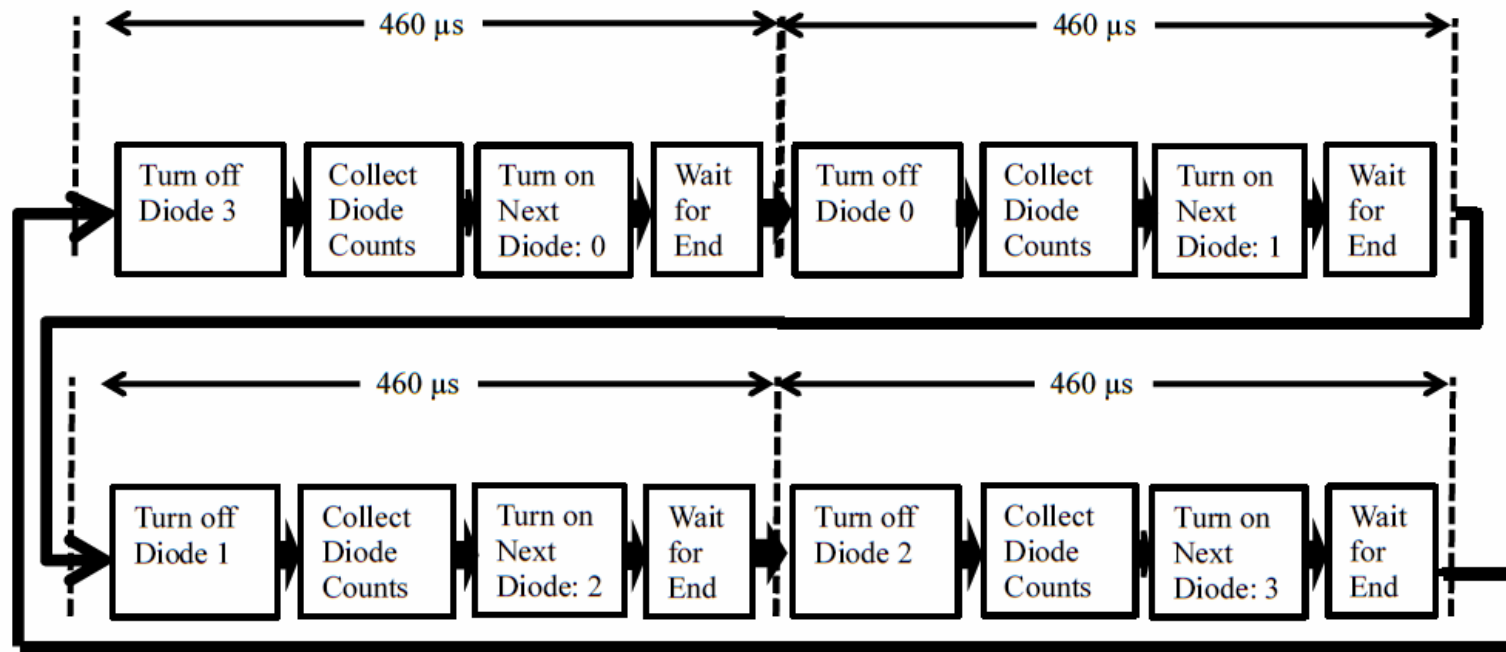 460 µs
460 µs
Turn off
Diode 3
Collect
Diode
Counts
Turn on
Next
Diode: 0
Wait
for
End
Turn off
Diode 0
Collect
Diode
Counts
Turn on
Next
Diode: 1
Wait
for
End
460 µs
460 µs
Turn off
Diode 1
Collect
Diode
Counts
Turn on
Next
Diode: 2
Wait
for
End
Turn off
Diode 2
Collect
Diode
Counts
Turn on
Next
Diode: 3
Wait
for
End